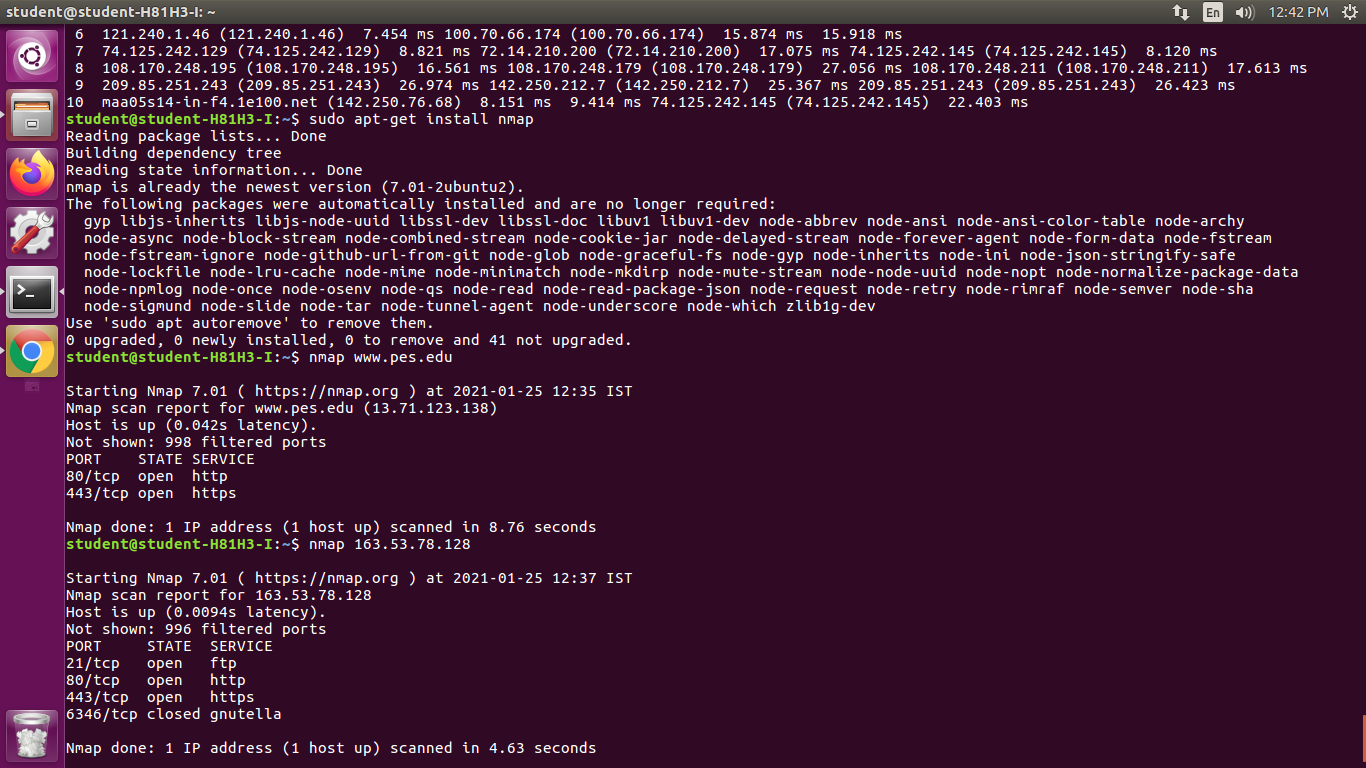 student@student-H81H3-I: ~
En
12:42 PM
6  121.240.1.46 (121.240.1.46)  7.454 ms 100.70.66.174 (100.70.66.174)  15.874 ms  15.918 ms
7  74.125.242.129 (74.125.242.129)  8.821 ms 72.14.210.200 (72.14.210.200)  17.075 ms 74.125.242.145 (74.125.242.145)  8.120 ms
8  108.170.248.195 (108.170.248.195)  16.561 ms 108.170.248.179 (108.170.248.179)  27.056 ms 108.170.248.211 (108.170.248.211)  17.613 ms
9  209.85.251.243 (209.85.251.243)  26.974 ms 142.250.212.7 (142.250.212.7)  25.367 ms 209.85.251.243 (209.85.251.243)  26.423 ms
10  maa05s14-in-f4.1e100.net (142.250.76.68)  8.151 ms  9.414 ms 74.125.242.145 (74.125.242.145)  22.403 ms
student@student-H81H3-I:~$ sudo apt-get install nmap
Reading package lists... Done
Building dependency tree
Reading state information... Done
nmap is already the newest version (7.01-2ubuntu2).
The following packages were automatically installed and are no longer required:
  gyp libjs-inherits libjs-node-uuid libssl-dev libssl-doc libuv1 libuv1-dev node-abbrev node-ansi node-ansi-color-table node-archy
  node-async node-block-stream node-combined-stream node-cookie-jar node-delayed-stream node-forever-agent node-form-data node-fstream
  node-fstream-ignore node-github-url-from-git node-glob node-graceful-fs node-gyp node-inherits node-ini node-json-stringify-safe
  node-lockfile node-lru-cache node-mime node-minimatch node-mkdirp node-mute-stream node-node-uuid node-nopt node-normalize-package-data
  node-npmlog node-once node-osenv node-qs node-read node-read-package-json node-request node-retry node-rimraf node-semver node-sha
  node-sigmund node-slide node-tar node-tunnel-agent node-underscore node-which zlib1g-dev
Use 'sudo apt autoremove' to remove them.
0 upgraded, 0 newly installed, 0 to remove and 41 not upgraded.
student@student-H81H3-I:~$ nmap www.pes.edu
Starting Nmap 7.01 ( https://nmap.org ) at 2021-01-25 12:35 IST
Nmap scan report for www.pes.edu (13.71.123.138)
Host is up (0.042s latency).
Not shown: 998 filtered ports
PORT    STATE SERVICE
80/tcp  open  http
443/tcp open  https
Nmap done: 1 IP address (1 host up) scanned in 8.76 seconds
student@student-H81H3-I:~$ nmap 163.53.78.128
Starting Nmap 7.01 ( https://nmap.org ) at 2021-01-25 12:37 IST
Nmap scan report for 163.53.78.128
Host is up (0.0094s latency).
Not shown: 996 filtered ports
PORT     STATE  SERVICE
21/tcp   open   ftp
80/tcp   open   http
443/tcp  open   https
6346/tcp closed gnutella
Nmap done: 1 IP address (1 host up) scanned in 4.63 seconds